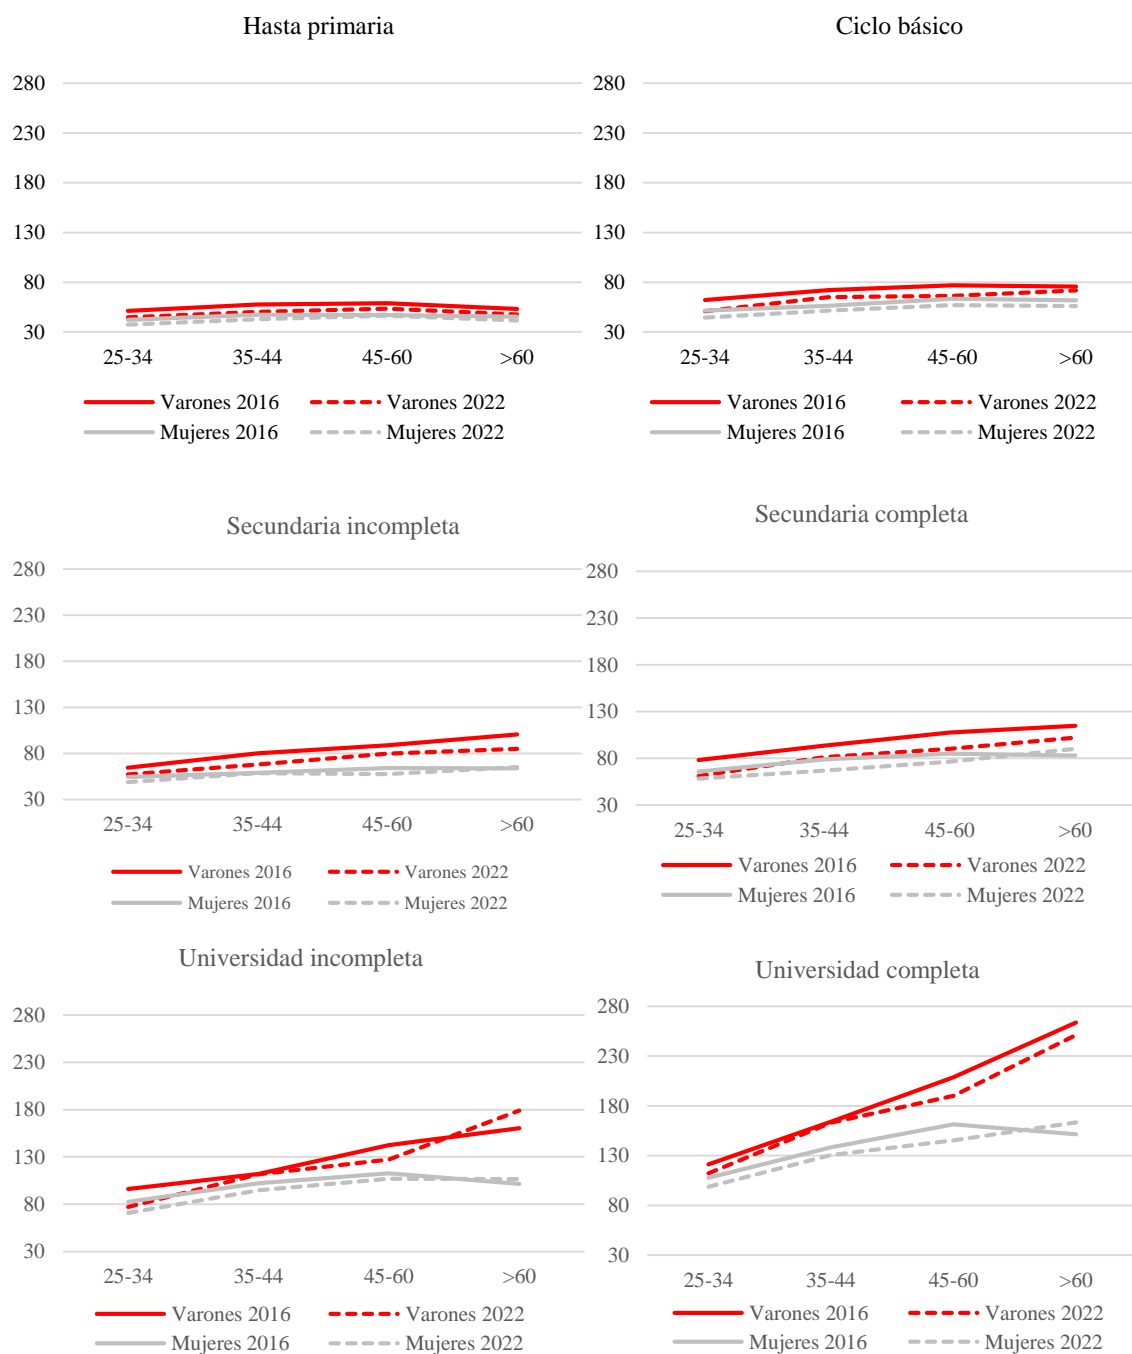 Hasta primaria
280
230
180
130
80
30
25-34 35-44 45-60 >60
Varones 2016 Varones 2022
Mujeres 2016 Mujeres 2022
Ciclo básico
280
230
180
130
80
30
25-34 35-44 45-60 >60
Varones 2016 Varones 2022
Mujeres 2016 Mujeres 2022
Secundaria incompleta
280
230
180
130
80
30
25-34 35-44 45-60 >60
Varones 2016 Varones 2022
Mujeres 2016 Mujeres 2022
Secundaria completa
280
230
180
130
80
30
25-34 35-44 45-60 >60
Varones 2016 Varones 2022
Mujeres 2016 Mujeres 2022
Universidad incompleta
280
230
180
130
80
30
25-34 35-44 45-60 >60
Varones 2016 Varones 2022
Mujeres 2016 Mujeres 2022
Universidad completa
280
230
180
130
80
30
25-34 35-44 45-60 >60
Varones 2016 Varones 2022
Mujeres 2016 Mujeres 2022